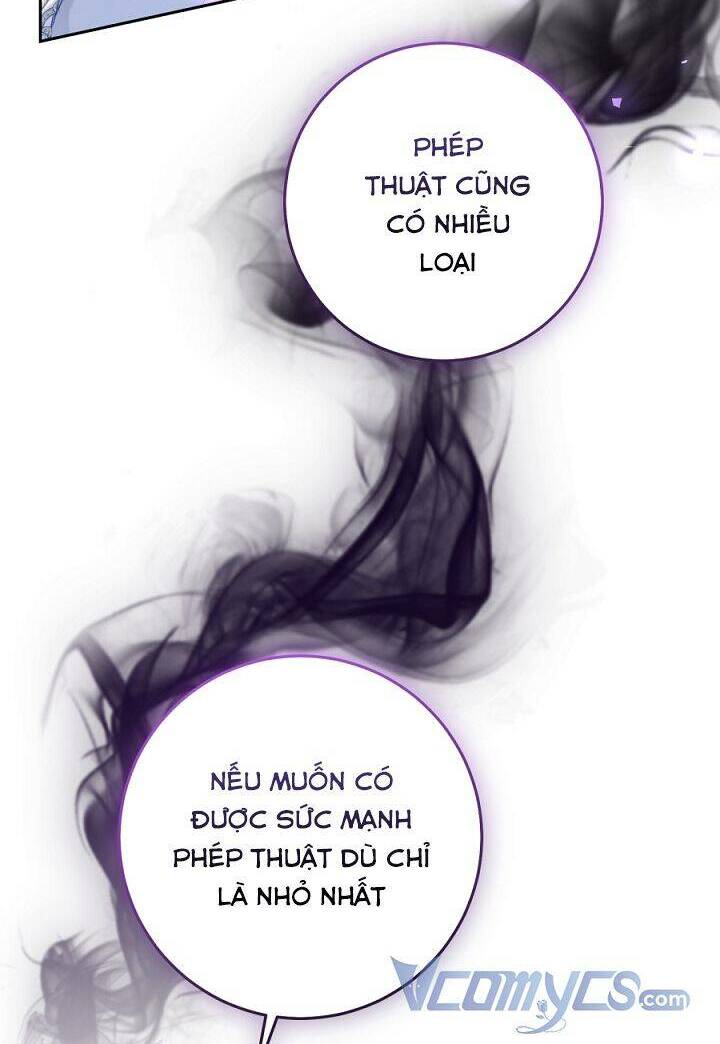 PHÉP
THUẬT CŨNG
CÓ NHIỀU
LOẠI
NẾU MUỐN CÓ
ĐƯỢC SỨC MẠNH
PHÉP THUẬT DÙ CHỈ
LÀ NHỎ NHẤT
VCOMYCS.com